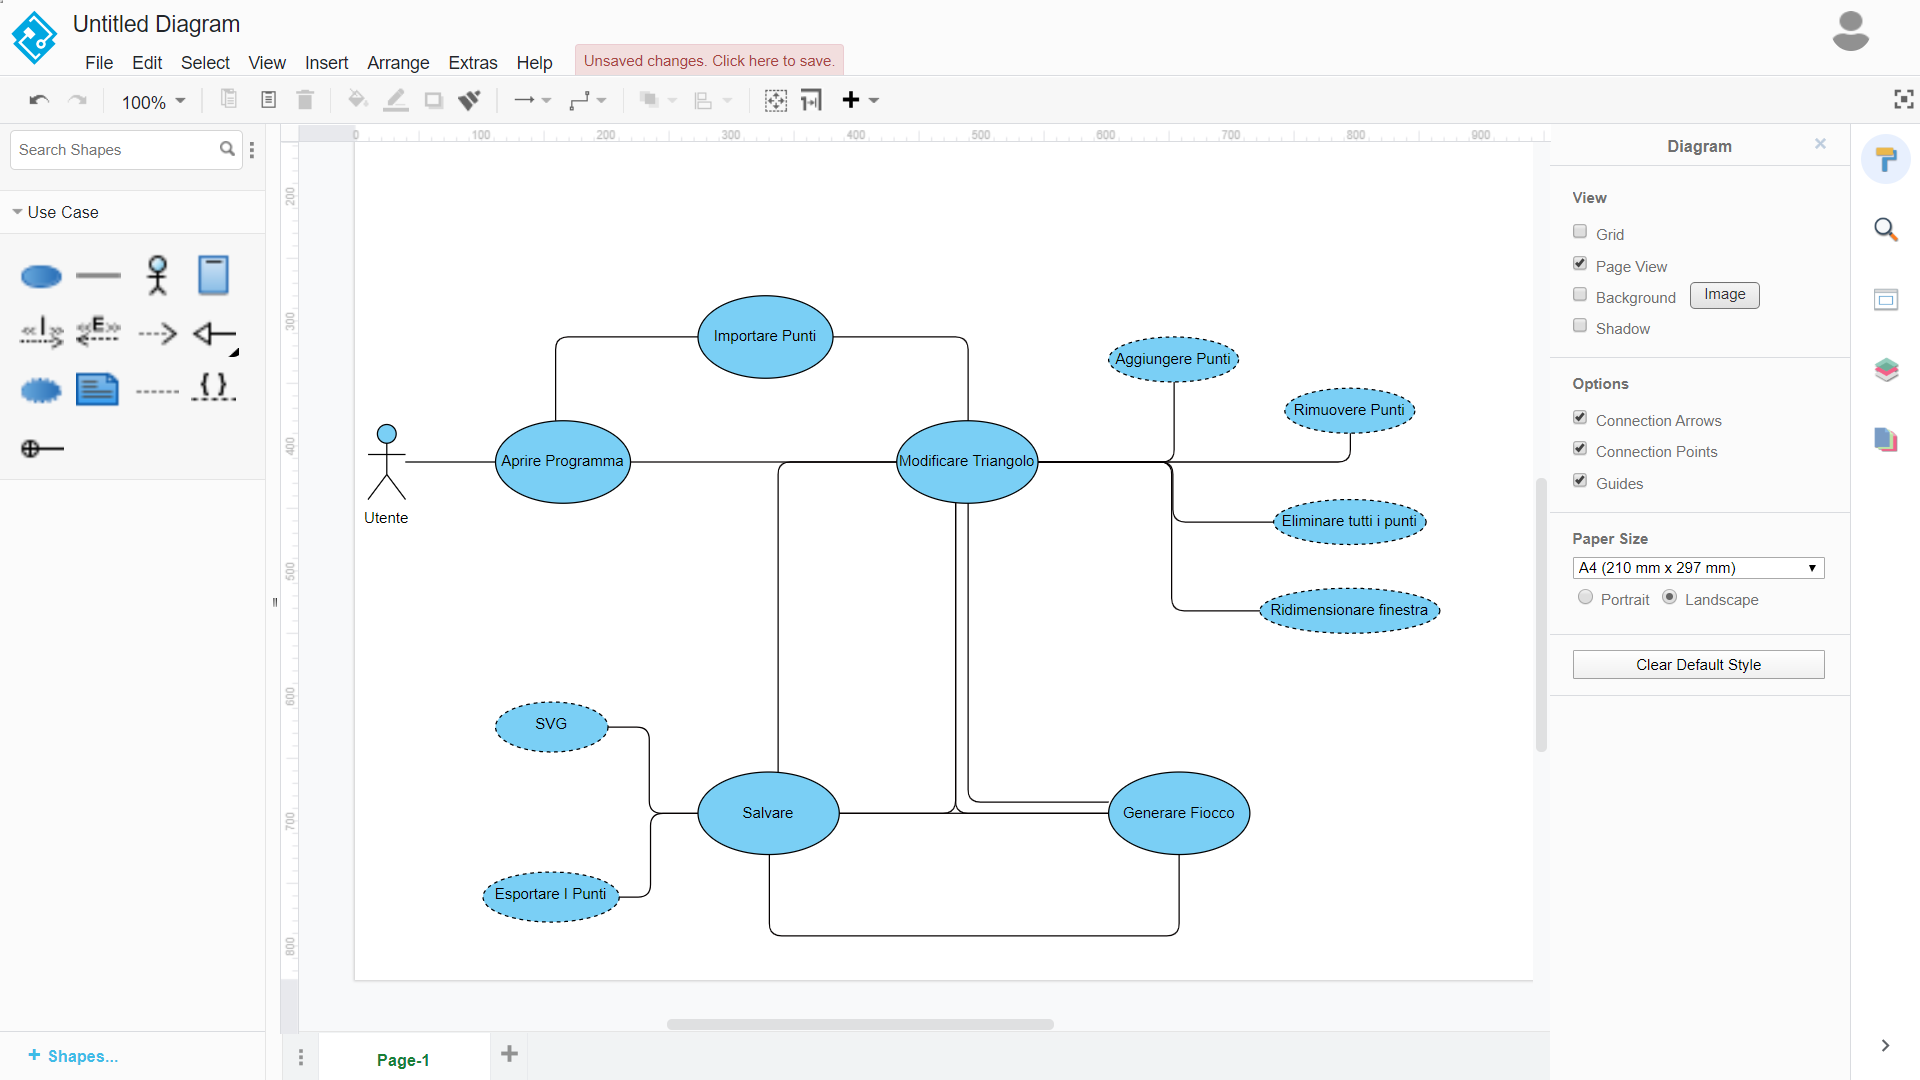 Untitled Diagram
File Edit Select View Insert Arrange Extras Help
Unsaved changes. Click here to save.
100%
Search Shapes
Use Case
<<I>>
<<E>>
{ }
+ Shapes...
0 100 200 300 400 500 600 700 800 900
200
300
400
500
600
700
800
Importare Punti
Aggiungere Punti
Rimuovere Punti
Aprire Programma
Modificare Triangolo
Utente
Eliminare tutti i punti
Ridimensionare finestra
SVG
Salvare
Generare Fiocco
Esportare I Punti
Page-1
Diagram
View
Grid
Page View
Background
Image
Shadow
Options
Connection Arrows
Connection Points
Guides
Paper Size
A4 (210 mm x 297 mm)
Portrait
Landscape
Clear Default Style